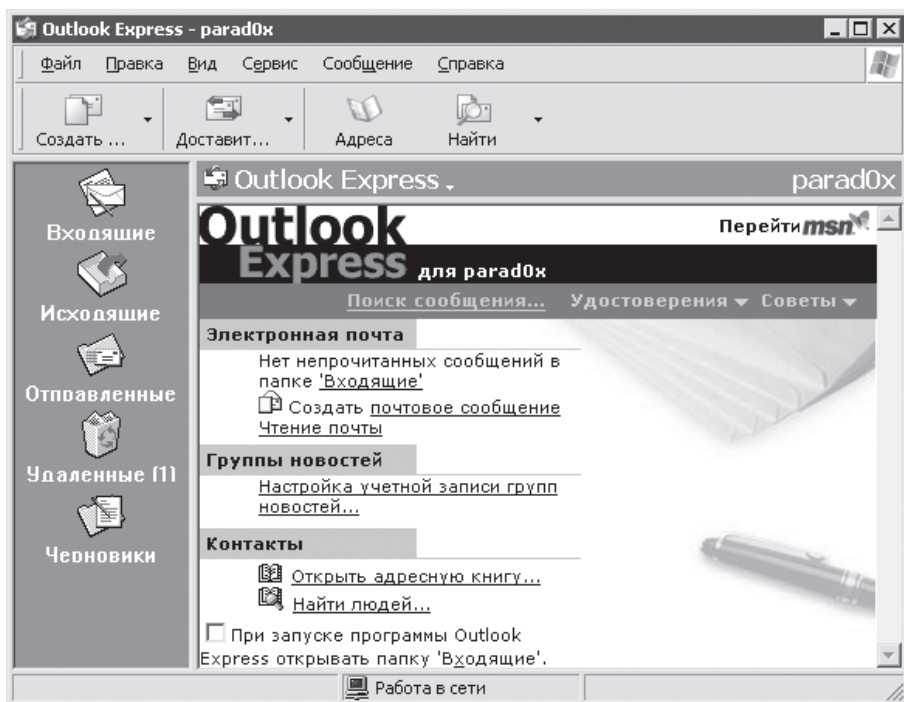 Outlook Express - parad0x
Файл Правка Вид Сервис Сообщение Справка
Создать ... Доставит... Адреса Найти
Outlook Express parad0x
Входящие
Исходящие
Отправленные
Удаленные (1)
Черновики
Outlook
Express для parad0x
Перейти msn
Поиск сообщения... Удостоверения Советы
Электронная почта
Нет непрочитанных сообщений в
папке 'Входящие'
Создать почтовое сообщение
Чтение почты
Группы новостей
Настройка учетной записи групп
новостей...
Контакты
Открыть адресную книгу...
Найти людей...
При запуске программы Outlook
Express открывать папку 'Входящие'.
Работа в сети